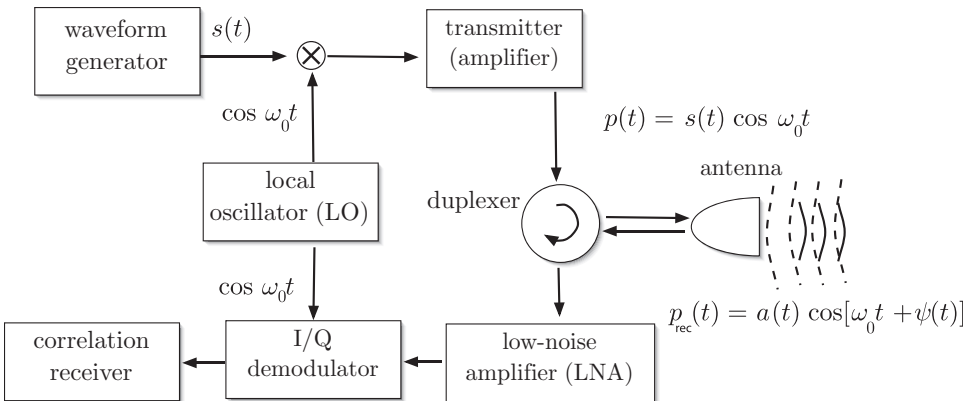 waveform
generator
s(t)
transmitter
(amplifier)
cos ω₀t
p(t) = s(t) cos ω₀t
local
oscillator (LO)
duplexer
antenna
cos ω₀t
p_rec(t) = a(t) cos[ω₀t + ψ(t)]
correlation
receiver
I/Q
demodulator
low-noise
amplifier (LNA)